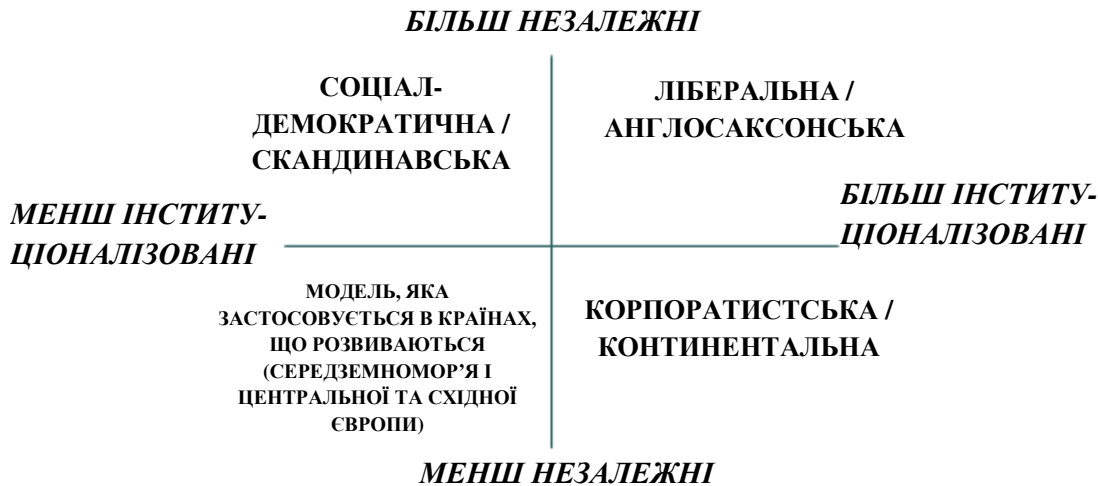 БІЛЬШ НЕЗАЛЕЖНІ
СОЦІАЛ-
ДЕМОКРАТИЧНА /
СКАНДИНАВСЬКА
ЛІБЕРАЛЬНА /
АНГЛОСАКСОНСЬКА
МЕНШ ІНСТИТУ-
ЦІОНАЛІЗОВАНІ
БІЛЬШ ІНСТИТУ-
ЦІОНАЛІЗОВАНІ
МОДЕЛЬ, ЯКА
ЗАСТОСОВУЄТЬСЯ В КРАЇНАХ,
ЩО РОЗВИВАЮТЬСЯ
(СЕРЕДЗЕМНОМОР’Я І
ЦЕНТРАЛЬНОЇ ТА СХІДНОЇ
ЄВРОПИ)
КОРПОРАТИСТСЬКА /
КОНТИНЕНТАЛЬНА
МЕНШ НЕЗАЛЕЖНІ